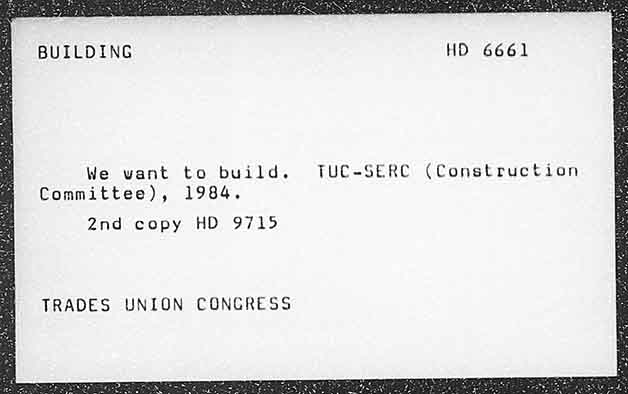 BUILDING HD 6661
We want to build. TUC-SERC (Construction
Committee), 1984.
2nd copy HD 9715
TRADES UNION CONGRESS